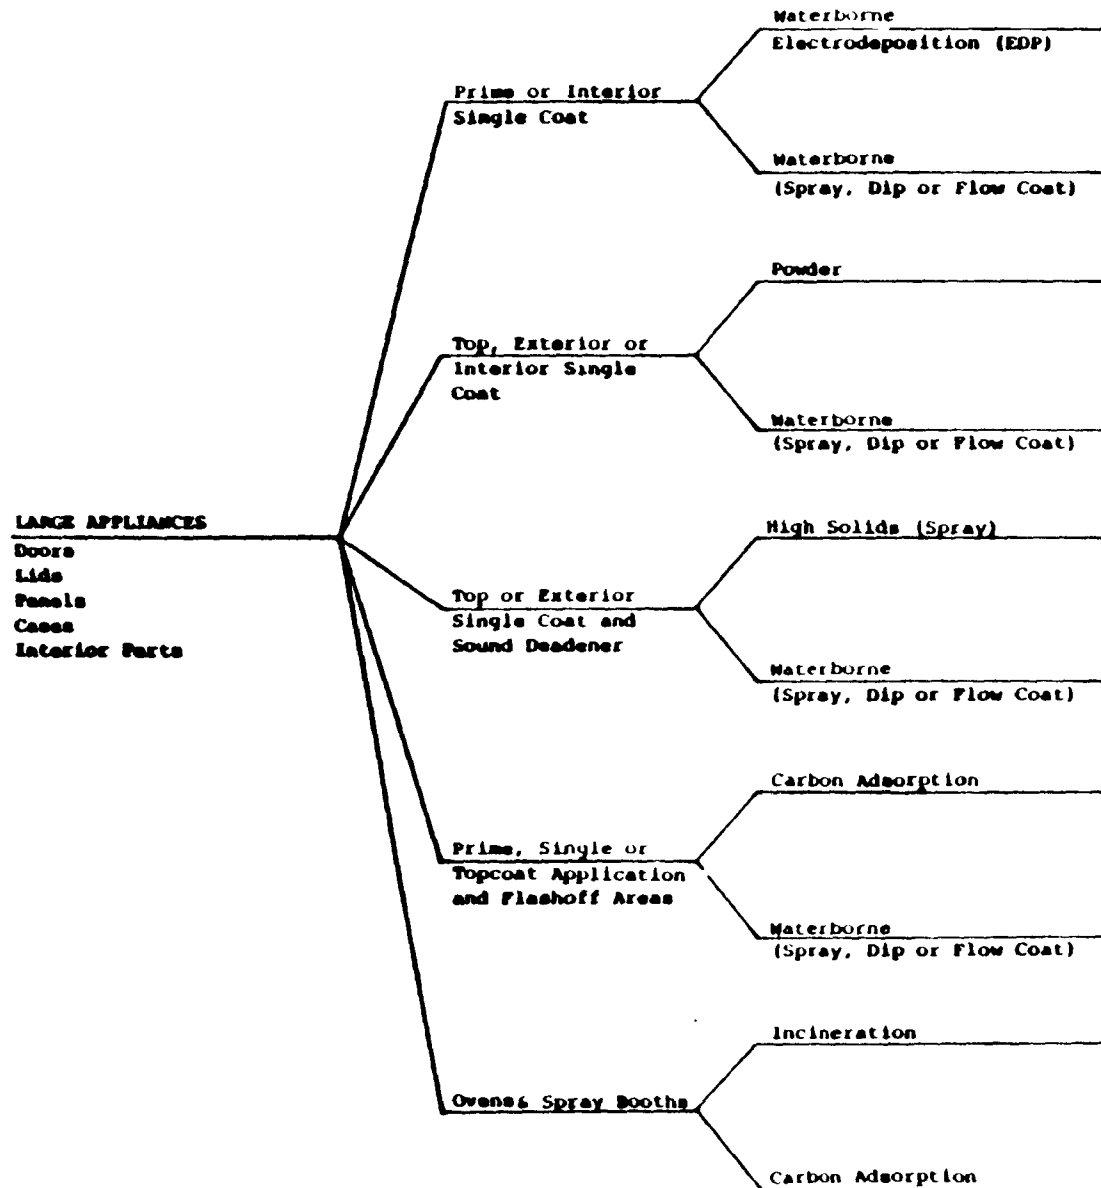 Waterborne
Electrodeposition (EDP)
Prime or Interior
Single Coat
Waterborne
(Spray, Dip or Flow Coat)
Powder
Top, Exterior or
Interior Single
Coat
Waterborne
(Spray, Dip or Flow Coat)
LARGE APPLIANCES
Doors
Lids
Panels
Cases
Interior Parts
High Solids (Spray)
Top or Exterior
Single Coat and
Sound Deadener
Waterborne
(Spray, Dip or Flow Coat)
Carbon Adsorption
Prime, Single or
Topcoat Application
and Flashoff Areas
Waterborne
(Spray, Dip or Flow Coat)
Incineration
Ovens& Spray Booths
Carbon Adsorption